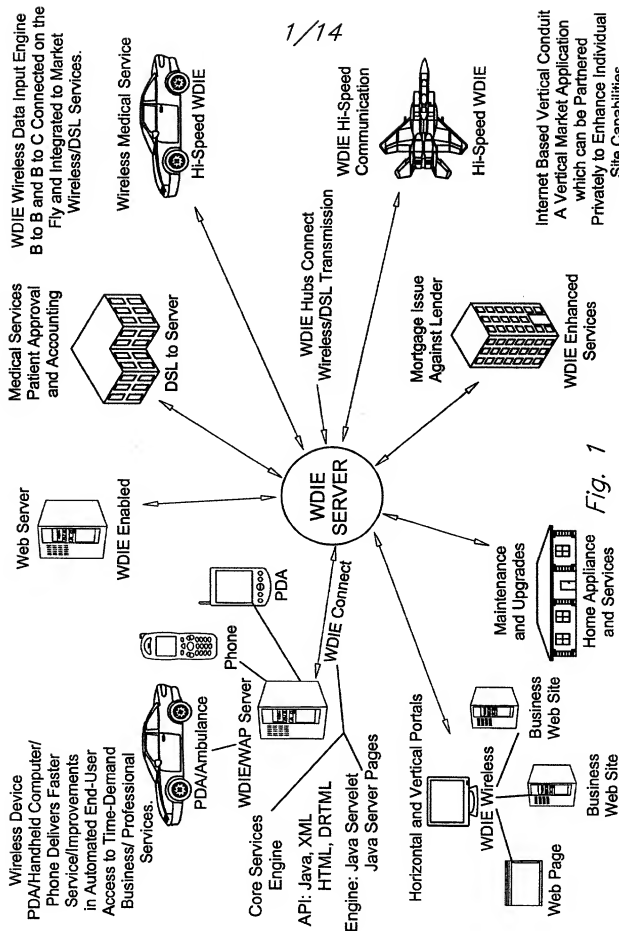 1/14
Wireless Device
PDA/Handheld Computer/
Phone Delivers Faster
Service/Improvements
in Automated End-User
Access to Time-Demand
Business/ Professional
Services.
PDA/Ambulance
Phone
PDA
WDIE/WAP Server
WDIE Connect
Core Services
Engine
API: Java, XML
HTML, DRTML
Engine: Java Servelet
Java Server Pages
Web Server
WDIE Enabled
Medical Services
Patient Approval
and Accounting
DSL to Server
WDIE Wireless Data Input Engine
B to B and B to C Connected on the
Fly and Integrated to Market
Wireless/DSL Services.
Wireless Medical Service
Hi-Speed WDIE
WDIE
SERVER
WDIE Hubs Connect
Wireless/DSL Transmission
WDIE Hi-Speed
Communication
Hi-Speed WDIE
Horizontal and Vertical Portals
WDIE Wireless
Web Page
Business
Web Site
Business
Web Site
Maintenance
and Upgrades
Home Appliance
and Services
Mortgage Issue
Against Lender
WDIE Enhanced
Services
Internet Based Vertical Conduit
A Vertical Market Application
which can be Partnered
Privately to Enhance Individual
Site Capabilities
Fig. 1